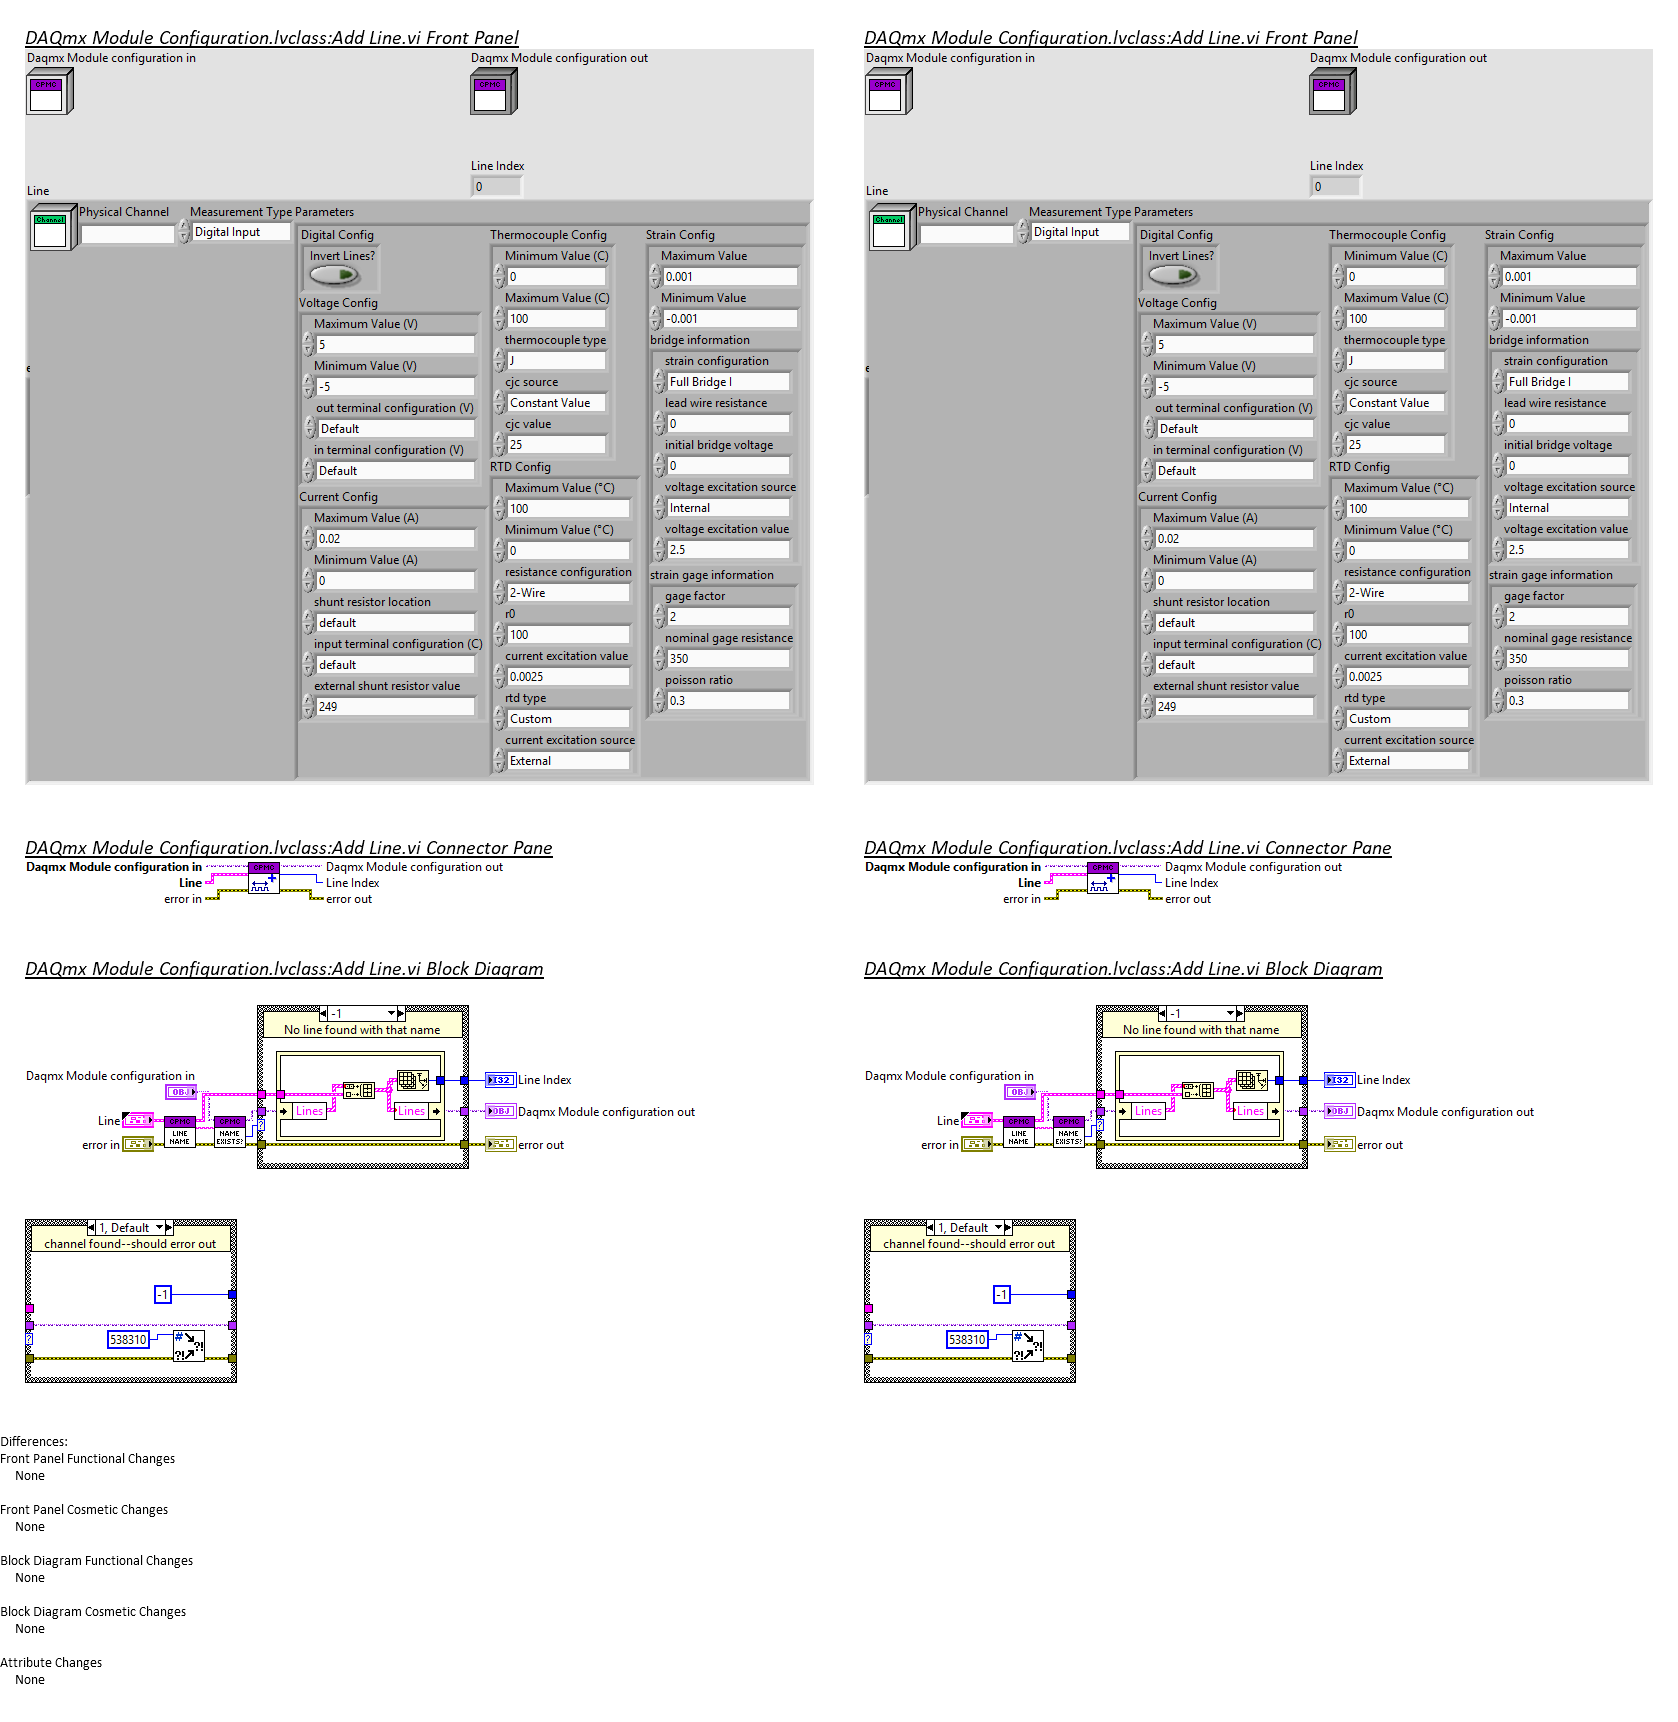 DAQmx Module Configuration.lvclass:Add Line.vi Front Panel
Daqmx Module configuration in
Daqmx Module configuration out
CPMC
CPMC
Line Index
0
Line
Channel
Physical Channel
Measurement Type
Parameters
Digital Input
Digital Config
Invert Lines?
Voltage Config
Maximum Value (V)
5
Minimum Value (V)
-5
out terminal configuration (V)
Default
in terminal configuration (V)
Default
Current Config
Maximum Value (A)
0.02
Minimum Value (A)
0
shunt resistor location
default
input terminal configuration (C)
default
external shunt resistor value
249
Thermocouple Config
Minimum Value (C)
0
Maximum Value (C)
100
thermocouple type
J
cjc source
Constant Value
cjc value
25
RTD Config
Maximum Value (°C)
100
Minimum Value (°C)
0
resistance configuration
2-Wire
r0
100
current excitation value
0.0025
rtd type
Custom
current excitation source
External
Strain Config
Maximum Value
0.001
Minimum Value
-0.001
bridge information
strain configuration
Full Bridge I
lead wire resistance
0
initial bridge voltage
0
voltage excitation source
Internal
voltage excitation value
2.5
strain gage information
gage factor
2
nominal gage resistance
350
poisson ratio
0.3
DAQmx Module Configuration.lvclass:Add Line.vi Front Panel
Daqmx Module configuration in
Daqmx Module configuration out
CPMC
CPMC
Line Index
0
Line
Channel
Physical Channel
Measurement Type
Parameters
Digital Input
Digital Config
Invert Lines?
Voltage Config
Maximum Value (V)
5
Minimum Value (V)
-5
out terminal configuration (V)
Default
in terminal configuration (V)
Default
Current Config
Maximum Value (A)
0.02
Minimum Value (A)
0
shunt resistor location
default
input terminal configuration (C)
default
external shunt resistor value
249
Thermocouple Config
Minimum Value (C)
0
Maximum Value (C)
100
thermocouple type
J
cjc source
Constant Value
cjc value
25
RTD Config
Maximum Value (°C)
100
Minimum Value (°C)
0
resistance configuration
2-Wire
r0
100
current excitation value
0.0025
rtd type
Custom
current excitation source
External
Strain Config
Maximum Value
0.001
Minimum Value
-0.001
bridge information
strain configuration
Full Bridge I
lead wire resistance
0
initial bridge voltage
0
voltage excitation source
Internal
voltage excitation value
2.5
strain gage information
gage factor
2
nominal gage resistance
350
poisson ratio
0.3
DAQmx Module Configuration.lvclass:Add Line.vi Connector Pane
Daqmx Module configuration in
Line
error in
CPMC
Daqmx Module configuration out
Line Index
error out
DAQmx Module Configuration.lvclass:Add Line.vi Connector Pane
Daqmx Module configuration in
Line
error in
CPMC
Daqmx Module configuration out
Line Index
error out
DAQmx Module Configuration.lvclass:Add Line.vi Block Diagram
-1
No line found with that name
Daqmx Module configuration in
OBJ
Line
error in
CPMC
LINE
NAME
CPMC
NAME
EXISTS?
?
Lines
Lines
I32
Line Index
OBJ
Daqmx Module configuration out
error out
1, Default
channel found--should error out
-1
?
538310
DAQmx Module Configuration.lvclass:Add Line.vi Block Diagram
-1
No line found with that name
Daqmx Module configuration in
OBJ
Line
error in
CPMC
LINE
NAME
CPMC
NAME
EXISTS?
?
Lines
Lines
I32
Line Index
OBJ
Daqmx Module configuration out
error out
1, Default
channel found--should error out
-1
?
538310
Differences:
Front Panel Functional Changes
None
Front Panel Cosmetic Changes
None
Block Diagram Functional Changes
None
Block Diagram Cosmetic Changes
None
Attribute Changes
None